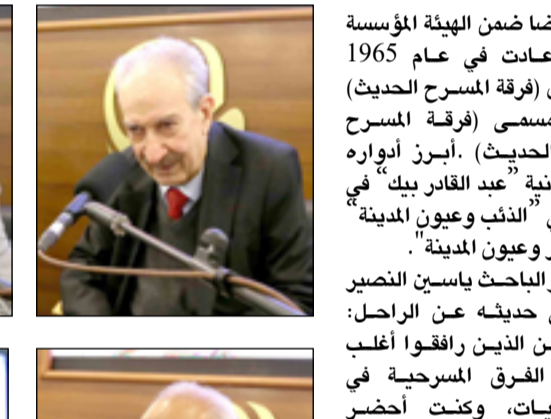 ضمن الهيئة المؤسسة
عادت في عام 1965
(فرقة المسرح الحديث)
مسمى (فرقة المسرح
الحديث) .أبرز أدواره
"عبد القادر بيك" في
"الذئب وعيون المدينة"
وعيون المدينة".
الباحث ياسين النصير
حديثه عن الراحل:
الذين رافقوا أغلب
الفرق المسرحية في
وكنت أحضر